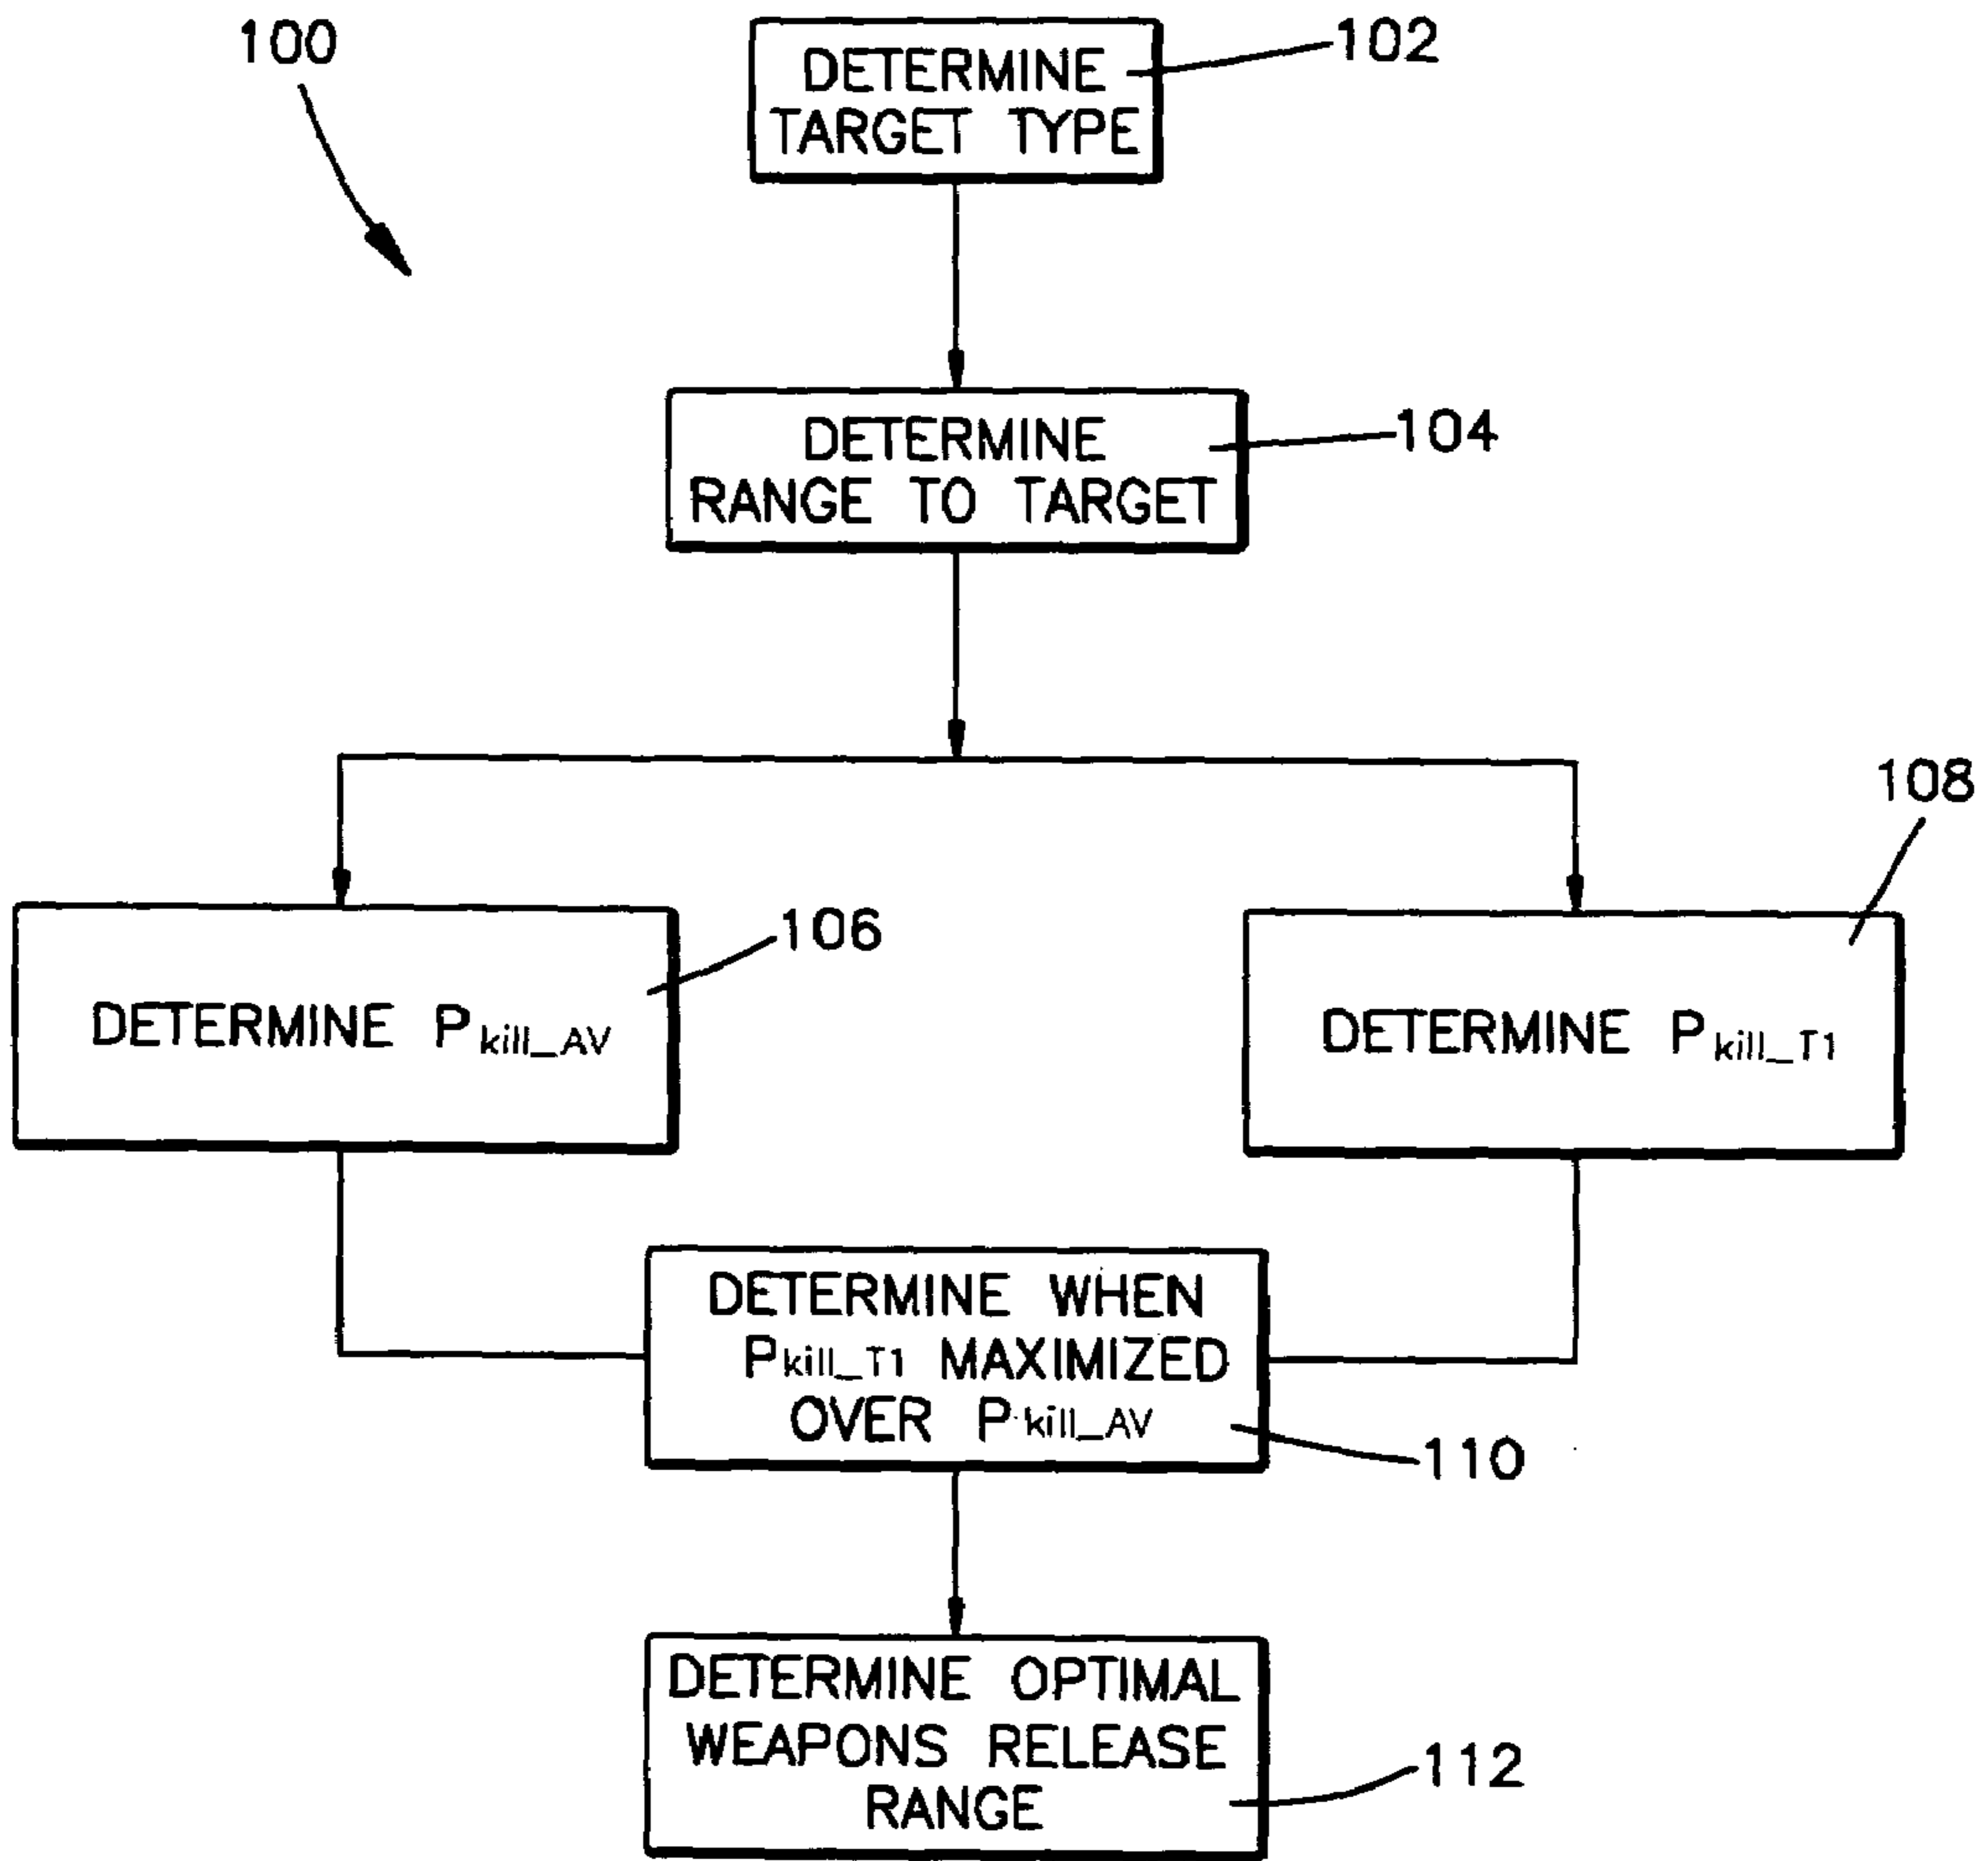 100
DETERMINE
TARGET TYPE
102
DETERMINE
RANGE TO TARGET
104
DETERMINE Pkill_AV
106
DETERMINE Pkill_T1
108
DETERMINE WHEN
Pkill_T1 MAXIMIZED
OVER Pkill_AV
110
DETERMINE OPTIMAL
WEAPONS RELEASE
RANGE
112